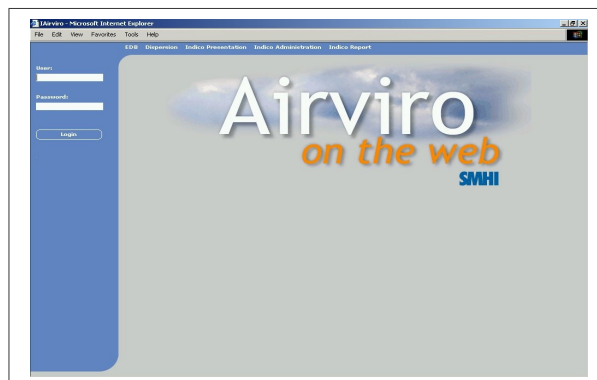 IAirviro - Microsoft Internet Explorer
File Edit View Favorites Tools Help
EDB Dispersion Indico Presentation Indico Administration Indico Report
User:
Password:
Login
Airviro
on the web
SMHI